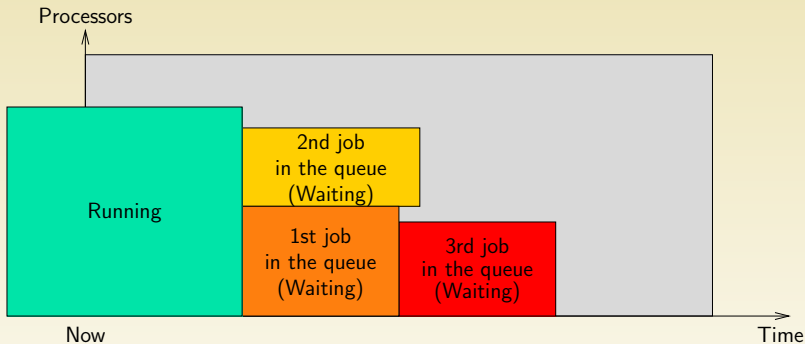 Processors
2nd job
in the queue
(Waiting)
Running
1st job
in the queue
(Waiting)
3rd job
in the queue
(Waiting)
Now
Time